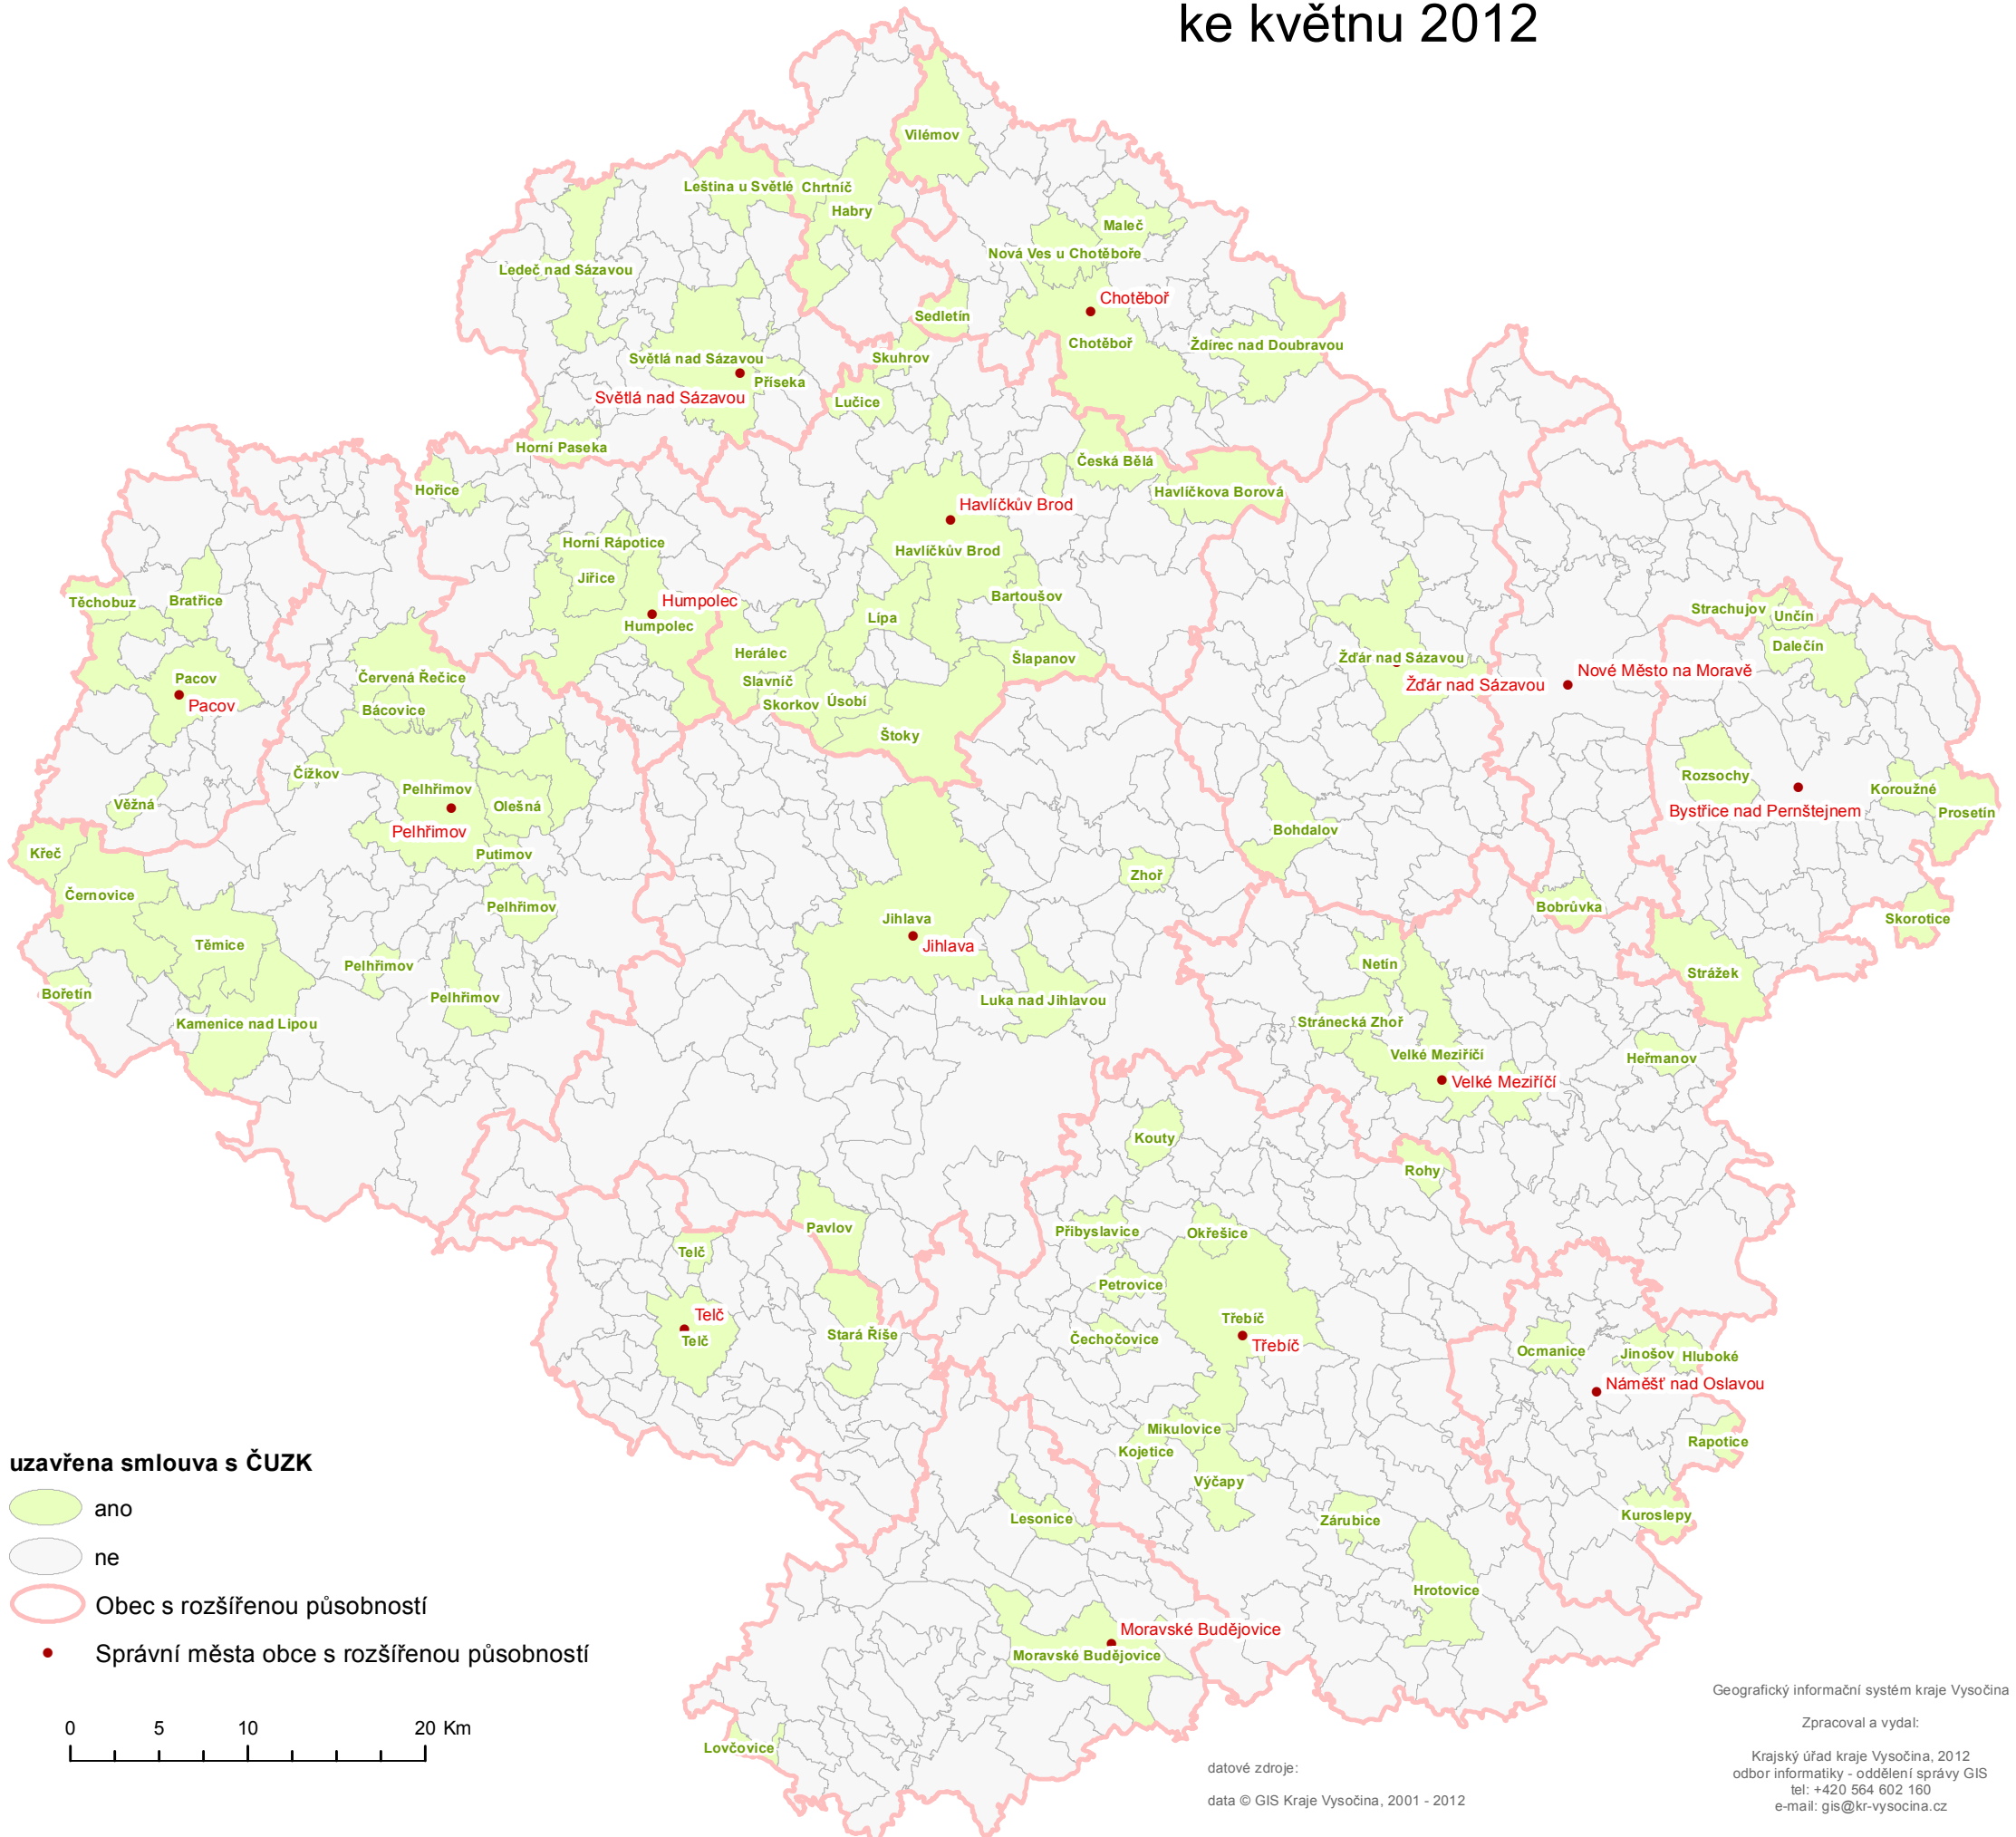 ke květnu 2012
Vilémov
Leština u Světlé
Chrtníč
Habry
Maleč
Nová Ves u Chotěboře
Ledeč nad Sázavou
Chotěboř
Sedletín
Chotěboř
Ždírec nad Doubravou
Světlá nad Sázavou
Skuhrov
Příseka
Světlá nad Sázavou
Lučice
Horní Paseka
Česká Bělá
Hořice
Havlíčkova Borová
Havlíčkův Brod
Horní Rápotice
Havlíčkův Brod
Jiřice
Těchobuz
Bratřice
Humpolec
Bartoušov
Strachujov
Unčín
Humpolec
Lípa
Dalečín
Herálec
Šlapanov
Žďár nad Sázavou
Nové Město na Moravě
Pacov
Červená Řečice
Slavníč
Žďár nad Sázavou
Pacov
Bácovice
Skorkov
Úsobí
Štoky
Čížkov
Rozsochy
Pelhřimov
Koroužné
Věžná
Olešná
Bystřice nad Pernštejnem
Prosetín
Pelhřimov
Bohdalov
Křeč
Putimov
Zhoř
Černovice
Pelhřimov
Bobrůvka
Jihlava
Skorotice
Těmice
Jihlava
Pelhřimov
Netín
Strážek
Bořetín
Pelhřimov
Luka nad Jihlavou
Kamenice nad Lipou
Stránecká Zhoř
Velké Meziříčí
Heřmanov
Velké Meziříčí
Kouty
Rohy
Pavlov
Přibyslavice
Okřešice
Telč
Petrovice
Telč
Třebíč
Telč
Stará Říše
Čechočovice
Třebíč
Ocmanice
Jinošov
Hluboké
Náměšť nad Oslavou
Mikulovice
Rapotice
Kojetice
Výčapy
Lesonice
Zárubice
Kuroslepy
Hrotovice
Moravské Budějovice
Moravské Budějovice
Lovčovice
uzavřena smlouva s ČUZK
ano
ne
Obec s rozšířenou působností
Správní města obce s rozšířenou působností
0 5 10 20 Km
datové zdroje:
data © GIS Kraje Vysočina, 2001 - 2012
Geografický informační systém kraje Vysočina
Zpracoval a vydal:
Krajský úřad kraje Vysočina, 2012
odbor informatiky - oddělení správy GIS
tel: +420 564 602 160
e-mail: gis@kr-vysocina.cz